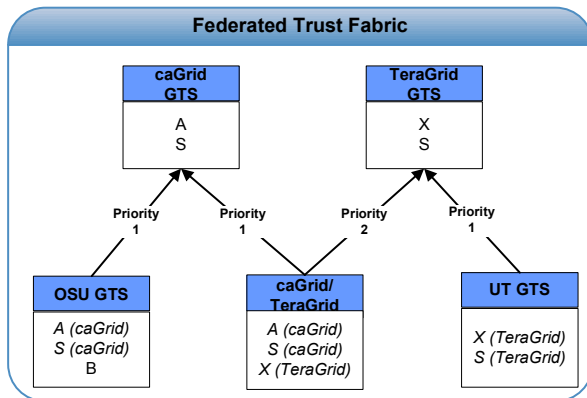 Federated Trust Fabric
caGrid
GTS
A
S
TeraGrid
GTS
X
S
Priority
1
Priority
1
Priority
2
Priority
1
OSU GTS
A (caGrid)
S (caGrid)
B
caGrid/
TeraGrid
A (caGrid)
S (caGrid)
X (TeraGrid)
UT GTS
X (TeraGrid)
S (TeraGrid)